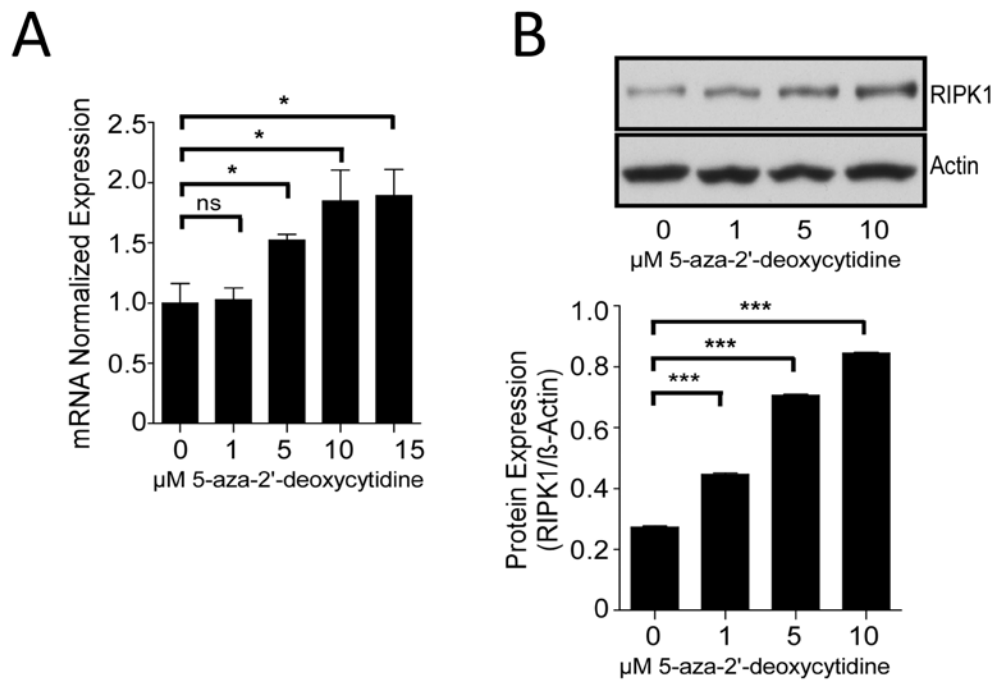 A
mRNA Normalized Expression
2.5
2.0
1.5
1.0
0.5
0
*
*
*
ns
0 1 5 10 15
µM 5-aza-2'-deoxycytidine
B
RIPK1
Actin
0 1 5 10
µM 5-aza-2'-deoxycytidine
Protein Expression
(RIPK1/ß-Actin)
1.0
0.8
0.6
0.4
0.2
0
***
***
***
0 1 5 10
µM 5-aza-2'-deoxycytidine